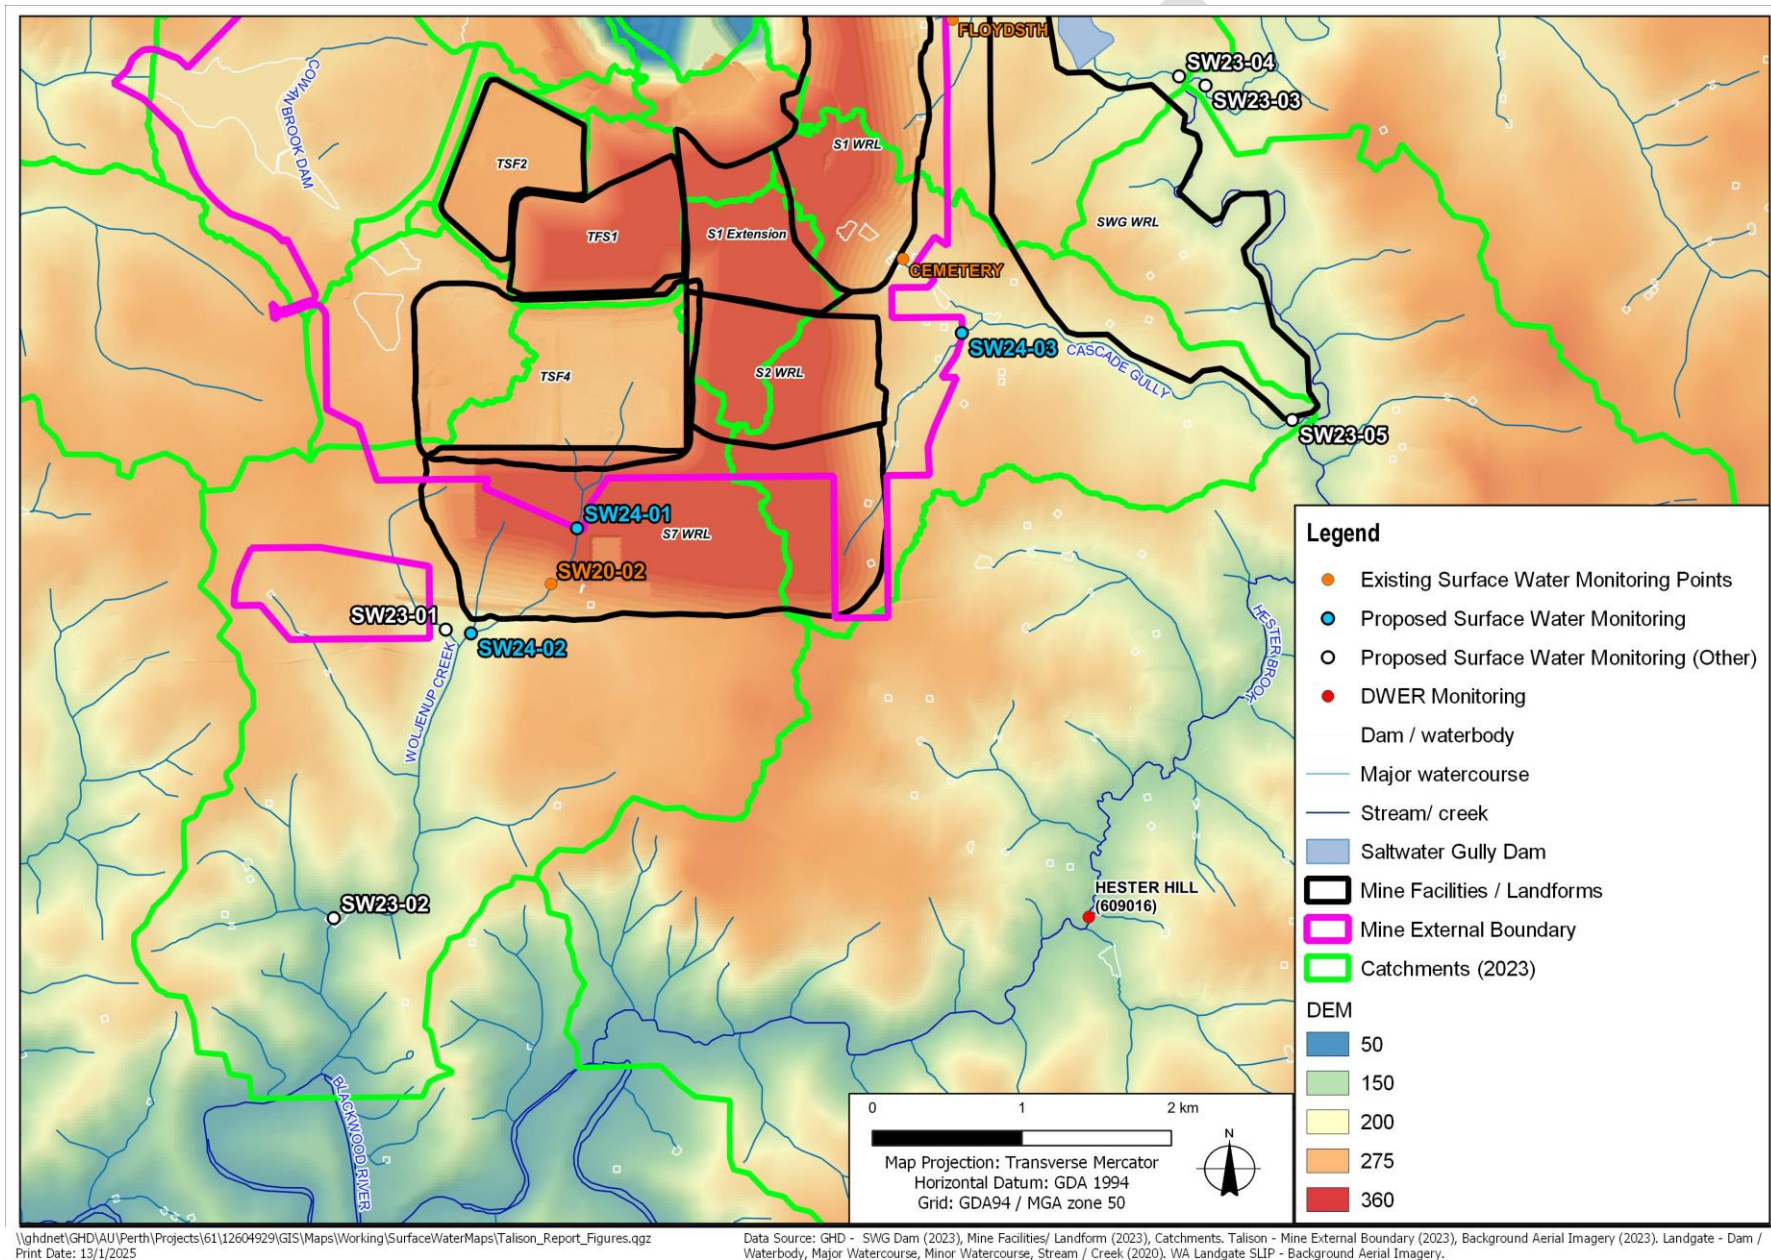 FLOYDSTH
SW23-04
SW23-03
COWAN BROOK DAM
TSF2
S1 WRL
TFS1
S1 Extension
SWG WRL
CEMETERY
SW24-03
CASCADE GULLY
TSF4
S2 WRL
SW23-05
SW24-01
S7 WRL
SW20-02
SW23-01
SW24-02
WOLJENUP CREEK
HESTER BROOK
SW23-02
HESTER HILL
(609016)
BLACKWOOD RIVER
Legend
Existing Surface Water Monitoring Points
Proposed Surface Water Monitoring
Proposed Surface Water Monitoring (Other)
DWER Monitoring
Dam / waterbody
Major watercourse
Stream/ creek
Saltwater Gully Dam
Mine Facilities / Landforms
Mine External Boundary
Catchments (2023)
DEM
50
150
200
275
360
0 1 2 km
Map Projection: Transverse Mercator
Horizontal Datum: GDA 1994
Grid: GDA94 / MGA zone 50
N
\\ghdnet\GHD\AU\Perth\Projects\61\12604929\GIS\Maps\Working\SurfaceWaterMaps\Talison_Report_Figures.qgz
Print Date: 13/1/2025
Data Source: GHD - SWG Dam (2023), Mine Facilities/ Landform (2023), Catchments. Talison - Mine External Boundary (2023), Background Aerial Imagery (2023). Landgate - Dam /
Waterbody, Major Watercourse, Minor Watercourse, Stream / Creek (2020). WA Landgate SLIP - Background Aerial Imagery.